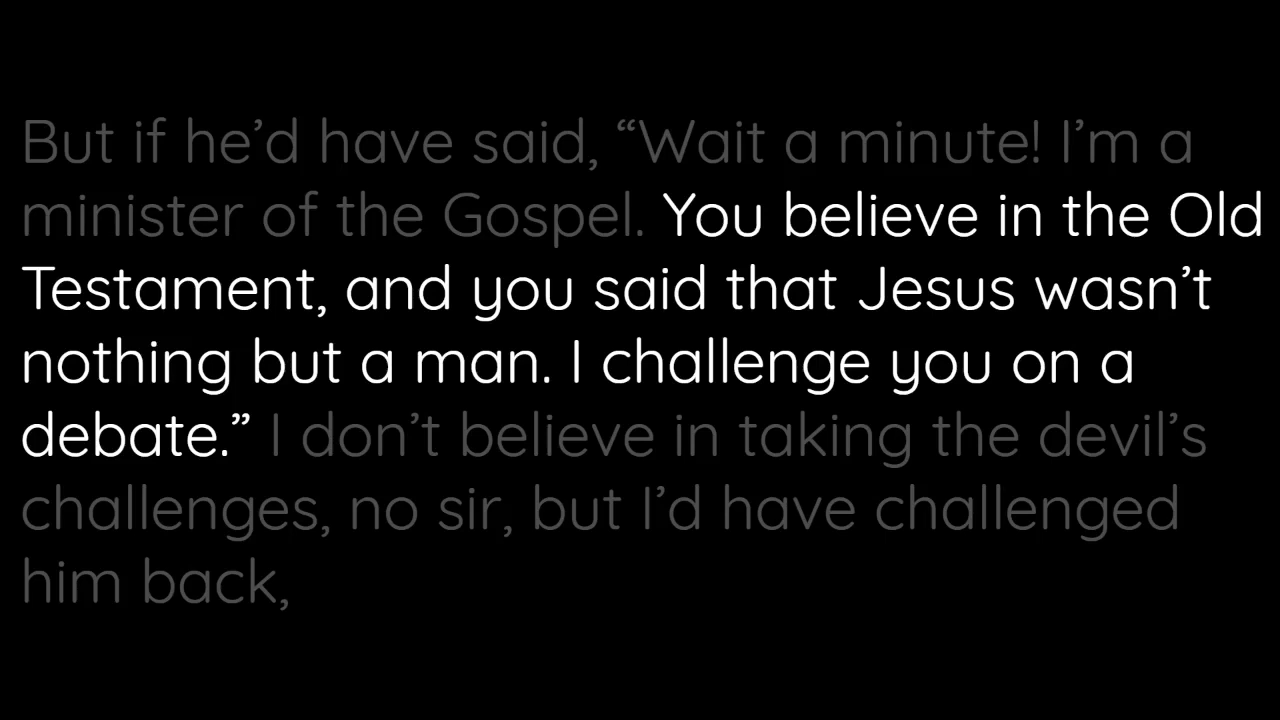 But if he’d have said, “Wait a minute! I’m a
minister of the Gospel. You believe in the Old
Testament, and you said that Jesus wasn’t
nothing but a man. I challenge you on a
debate.” I don’t believe in taking the devil’s
challenges, no sir, but I’d have challenged
him back,